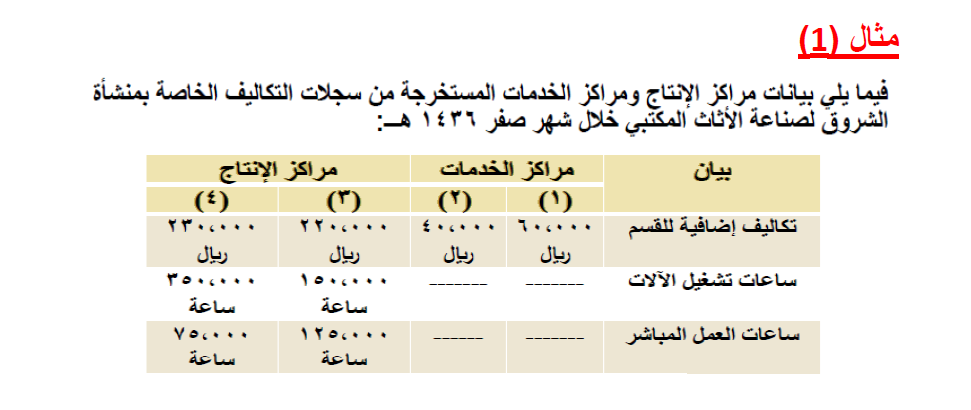 مثال (1)
فيما يلي بيانات مراكز الإنتاج ومراكز الخدمات المستخرجة من سجلات التكاليف الخاصة بمنشأة
الشروق لصناعة الأثاث المكتبي خلال شهر صفر ١٤٣٦ هـ:
بيان مراكز الخدمات مراكز الإنتاج
(١) (٢) (٣) (٤)
تكاليف إضافية للقسم ٦٠،٠٠٠ ٤٠،٠٠٠ ٢٢٠،٠٠٠ ٢٣٠،٠٠٠
ريال ريال ريال ريال
ساعات تشغيل الآلات ------- ------- ١٥٠،٠٠٠ ٣٥٠،٠٠٠
ساعة ساعة
ساعات العمل المباشر ------- ------ ١٢٥،٠٠٠ ٧٥،٠٠٠
ساعة ساعة